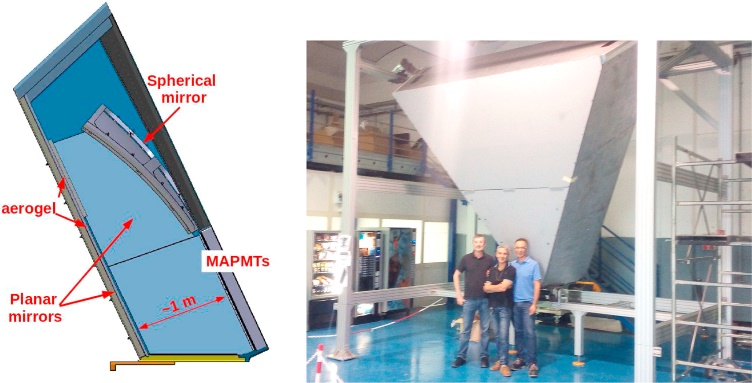 Spherical
mirror
aerogel
MAPMTs
Planar
mirrors
~1 m